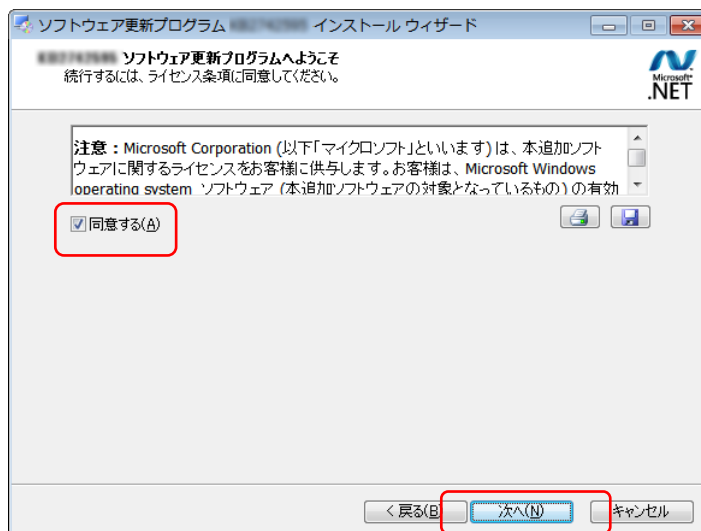 ソフトウェア更新プログラム インストール ウィザード
ソフトウェア更新プログラムへようこそ
続行するには、ライセンス条項に同意してください。
Microsoft®
.NET
注意：Microsoft Corporation (以下「マイクロソフト」といいます) は、本追加ソフト
ウェアに関するライセンスをお客様に供与します。お客様は、Microsoft Windows
operating system ソフトウェア (本追加ソフトウェアの対象となっているもの) の有効
同意する(A)
< 戻る(B
次へ(N)
キャンセル